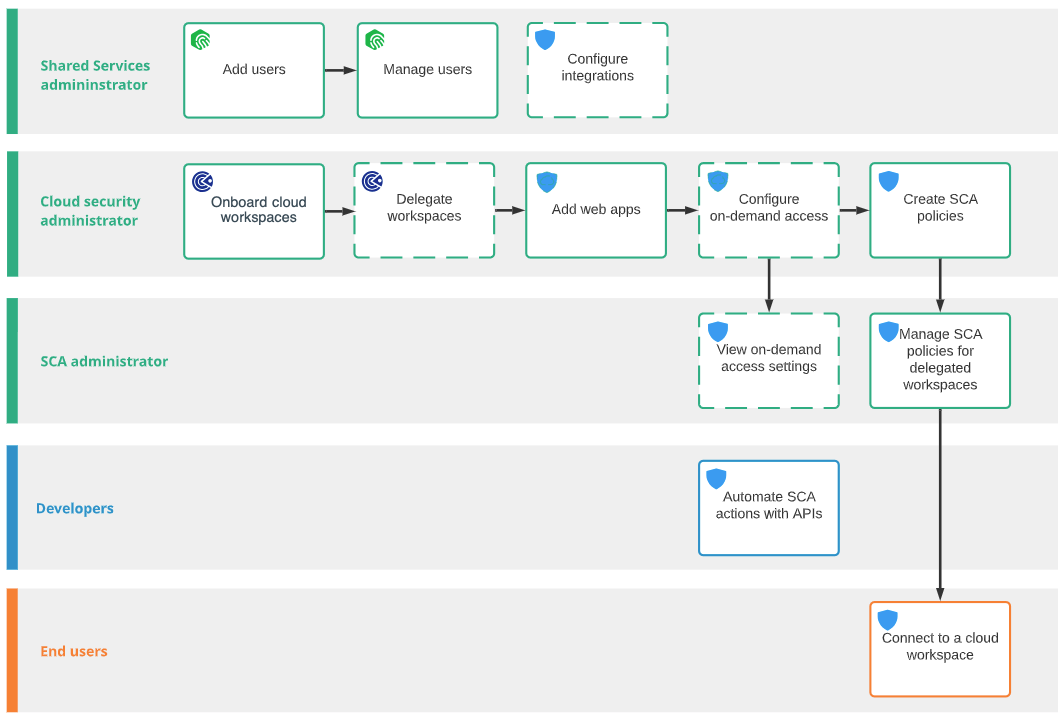 Shared Services
admininstrator
Add users
Manage users
Configure
integrations
Cloud security
administrator
Onboard cloud
workspaces
Delegate
workspaces
Add web apps
Configure
on-demand access
Create SCA
policies
SCA administrator
View on-demand
access settings
Manage SCA
policies for
delegated
workspaces
Developers
Automate SCA
actions with APIs
End users
Connect to a cloud
workspace